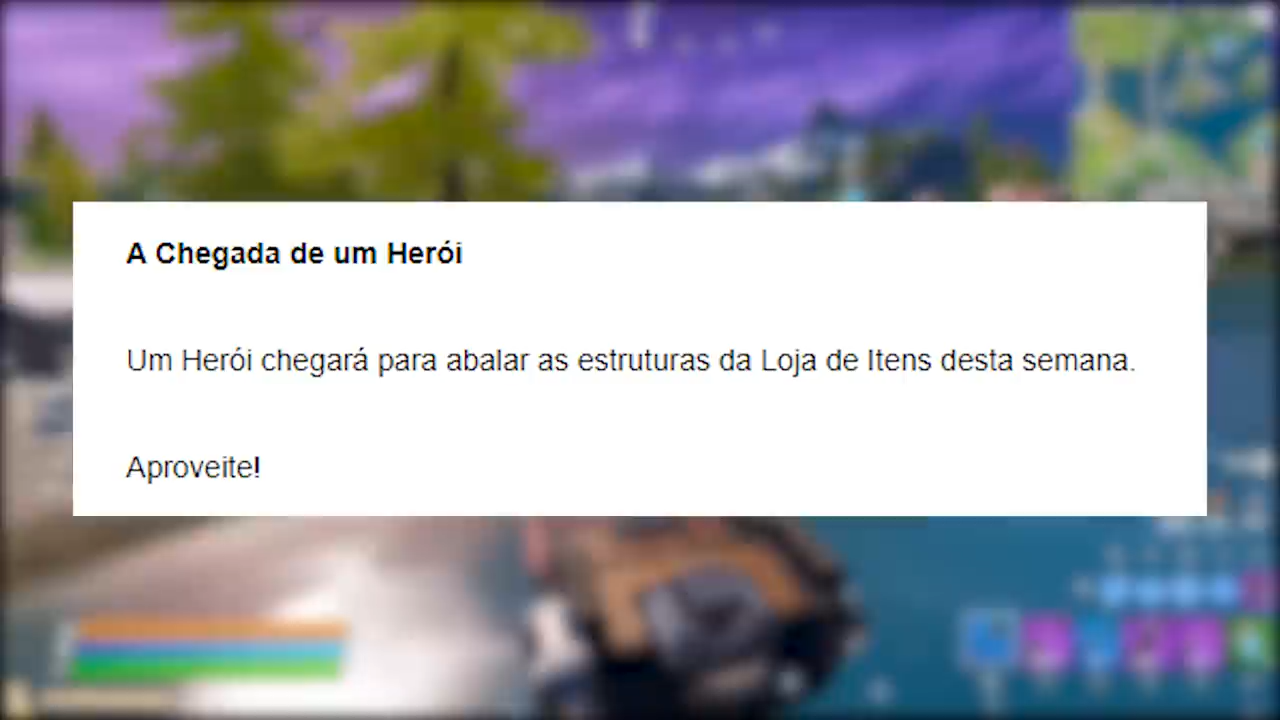 A Chegada de um Herói
Um Herói chegará para abalar as estruturas da Loja de Itens desta semana.
Aproveite!